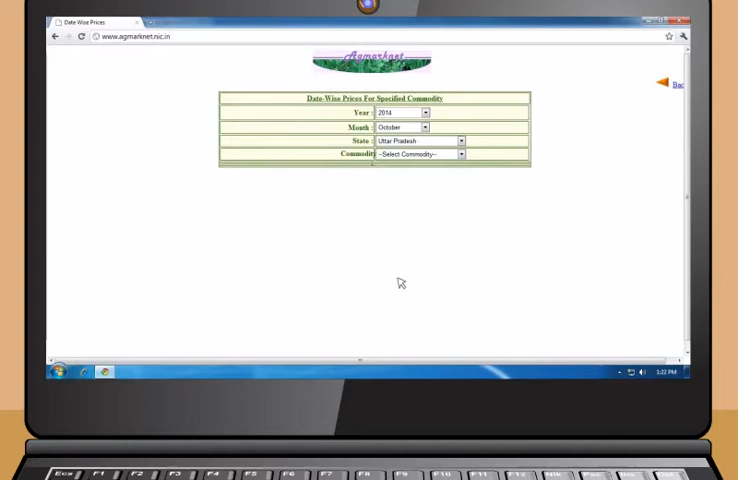 Date Wise Prices
www.agmarknet.nic.in
Agmarknet
Bac
Date-Wise Prices For Specified Commodity
Year : 2014
Month : October
State : Uttar Pradesh
Commodity --Select Commodity--
1:22 PM
Esc F1 F2 F3 F4 F5 F6 F7 F8 F9 F10 F11 F12